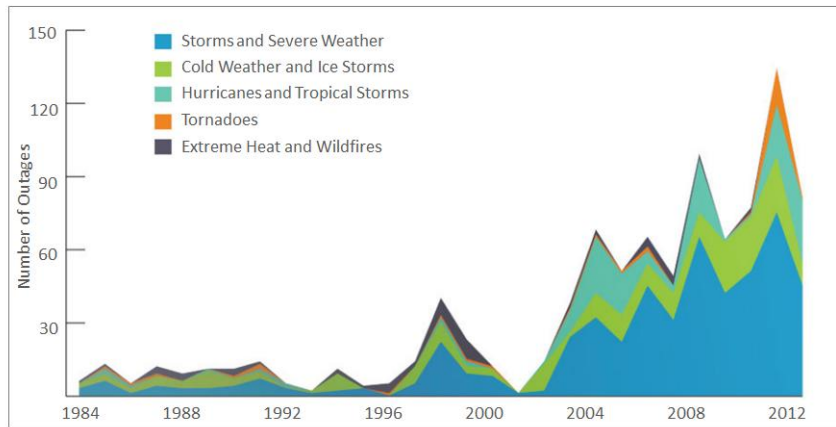 150
120
90
60
30
Number of Outages
Storms and Severe Weather
Cold Weather and Ice Storms
Hurricanes and Tropical Storms
Tornadoes
Extreme Heat and Wildfires
1984 1988 1992 1996 2000 2004 2008 2012